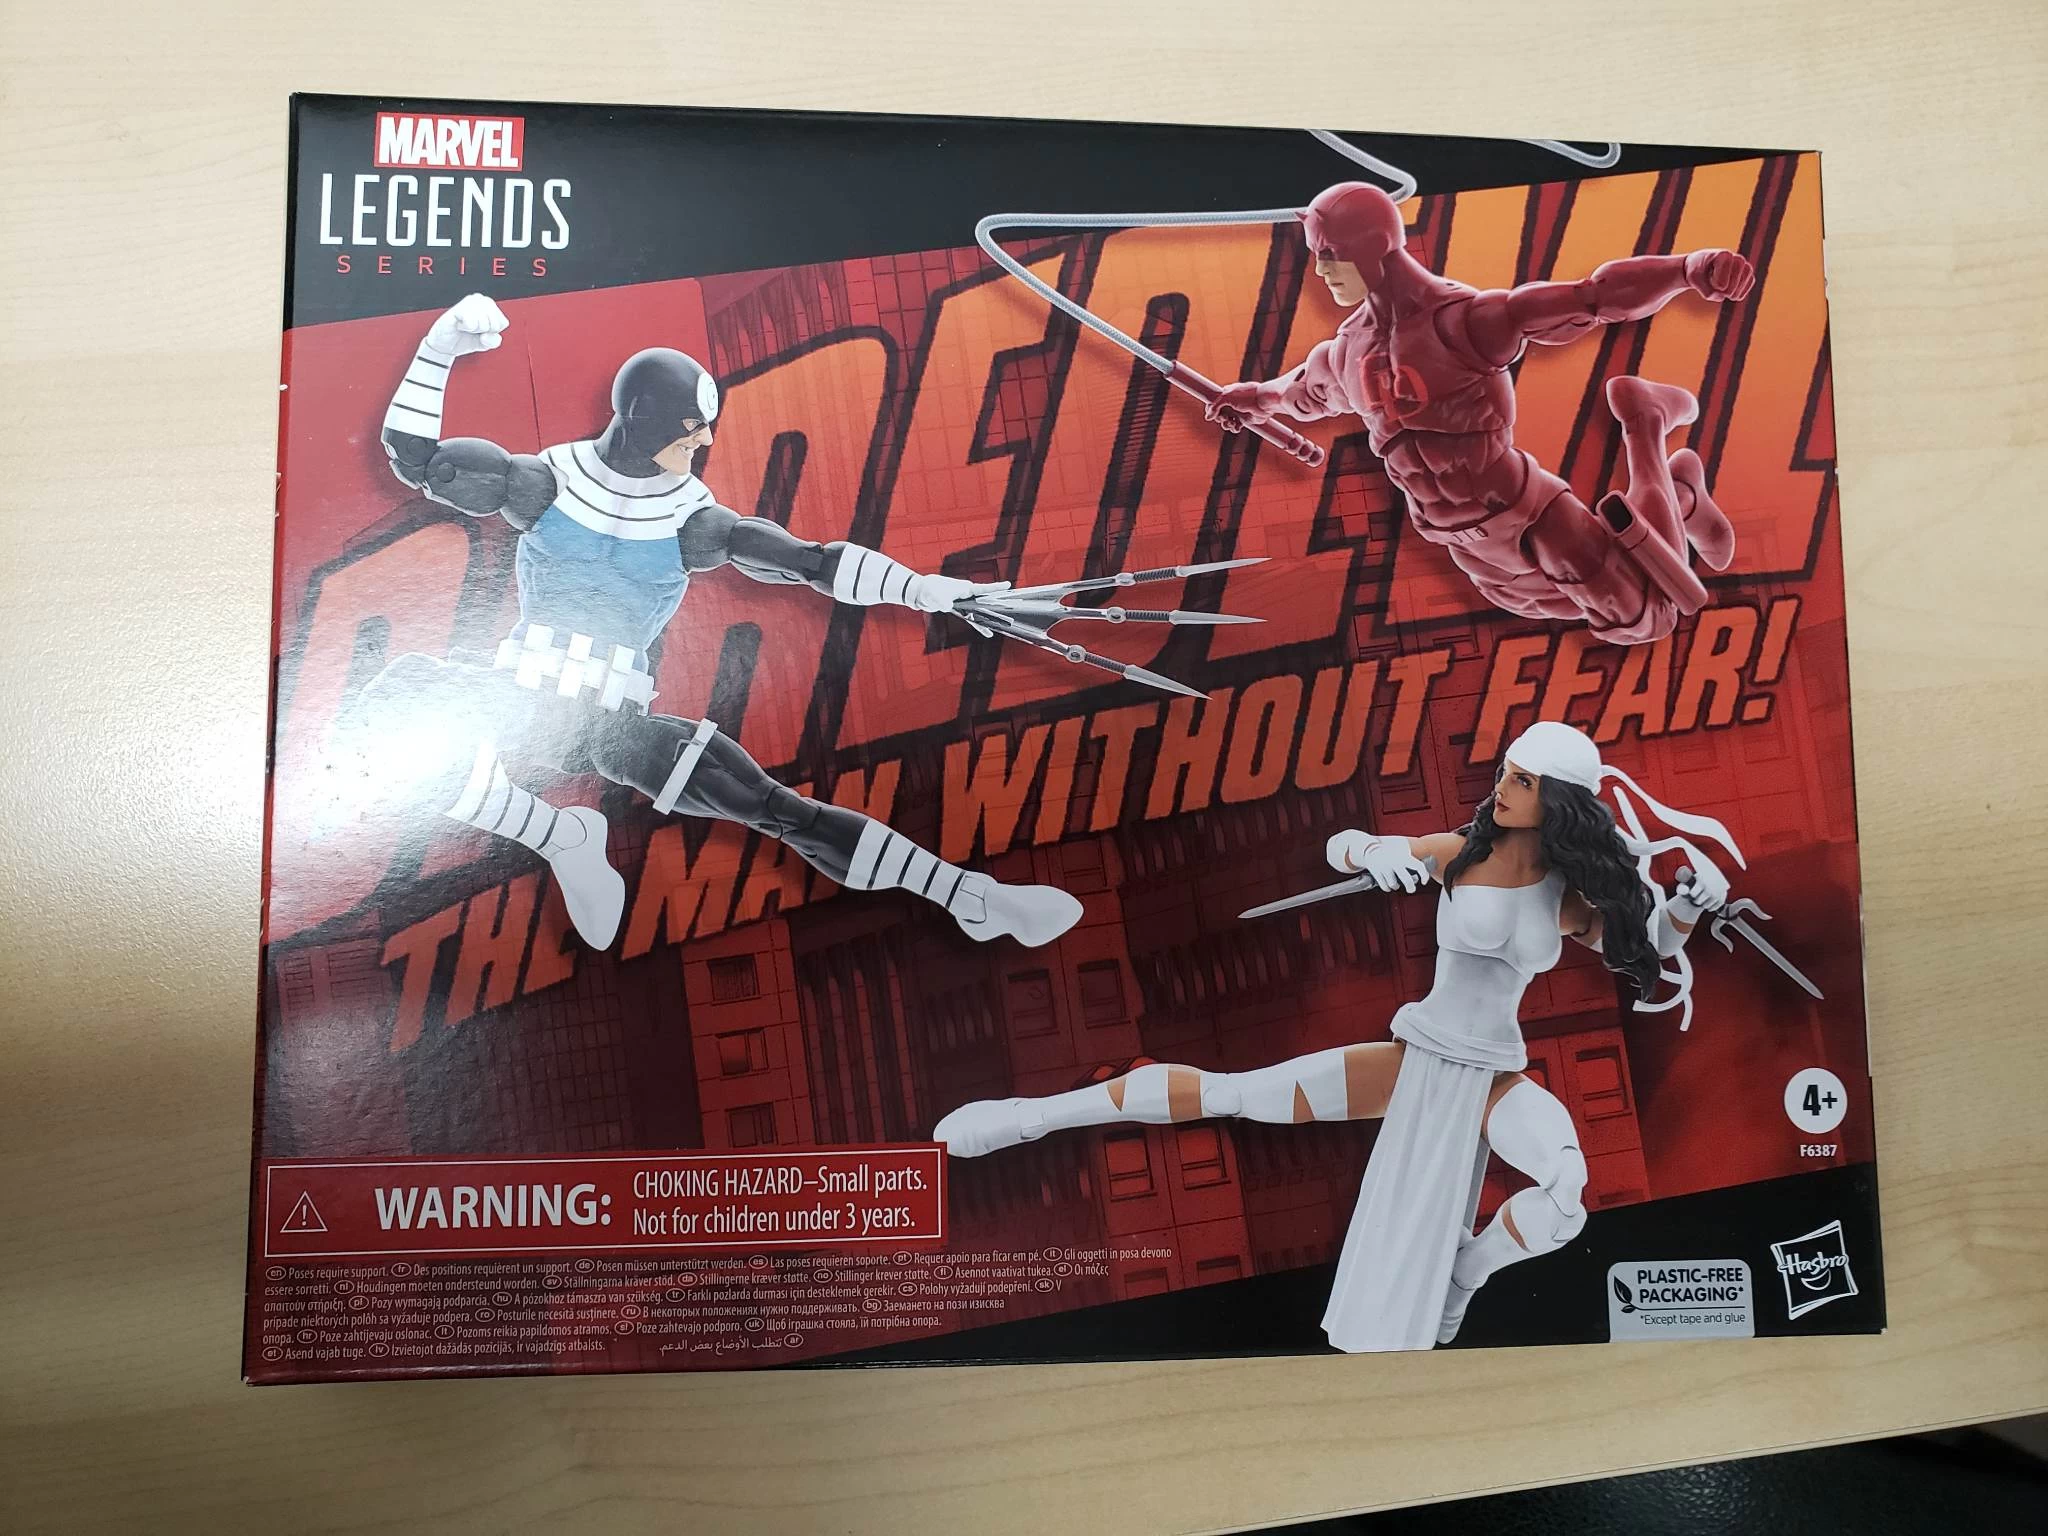 MARVEL
LEGENDS
SERIES
DAREDEVIL
THE MAN WITHOUT FEAR!
4+
F6387
WARNING: CHOKING HAZARD–Small parts.
Not for children under 3 years.
en Poses require support. fr Des positions requièrent un support. de Posen müssen unterstützt werden. es Las poses requieren soporte. pt Requer apoio para ficar em pé. it Gli oggetti in posa devono
essere sorretti. nl Houdingen moeten ondersteund worden. sv Ställningarna kräver stöd. da Stillingerne kræver støtte. no Stillinger krever støtte. fi Asennot vaativat tukea. el Οι πόζες
απαιτούν στήριξη. pl Pozy wymagają podparcia. hu A pózokhoz támaszra van szükség. tr Farklı pozlarda durması için desteklemek gerekir. cs Polohy vyžadují podepření. sk V
prípade niektorých polôh sa vyžaduje podpera. ro Posturile necesită susținere. ru В некоторых положениях нужно поддерживать. bg Заемането на пози изисква
опора. hr Poze zahtijevaju oslonac. lt Pozoms reikia papildomos atramos. sl Poze zahtevajo podporo. uk Щоб іграшка стояла, їй потрібна опора.
et Asend vajab tuge. lv Izvietojot dažādās pozīcijās, ir vajadzīgs atbalsts. ar تتطلب الأوضاع بعض الدعم.
PLASTIC-FREE
PACKAGING*
*Except tape and glue
Hasbro